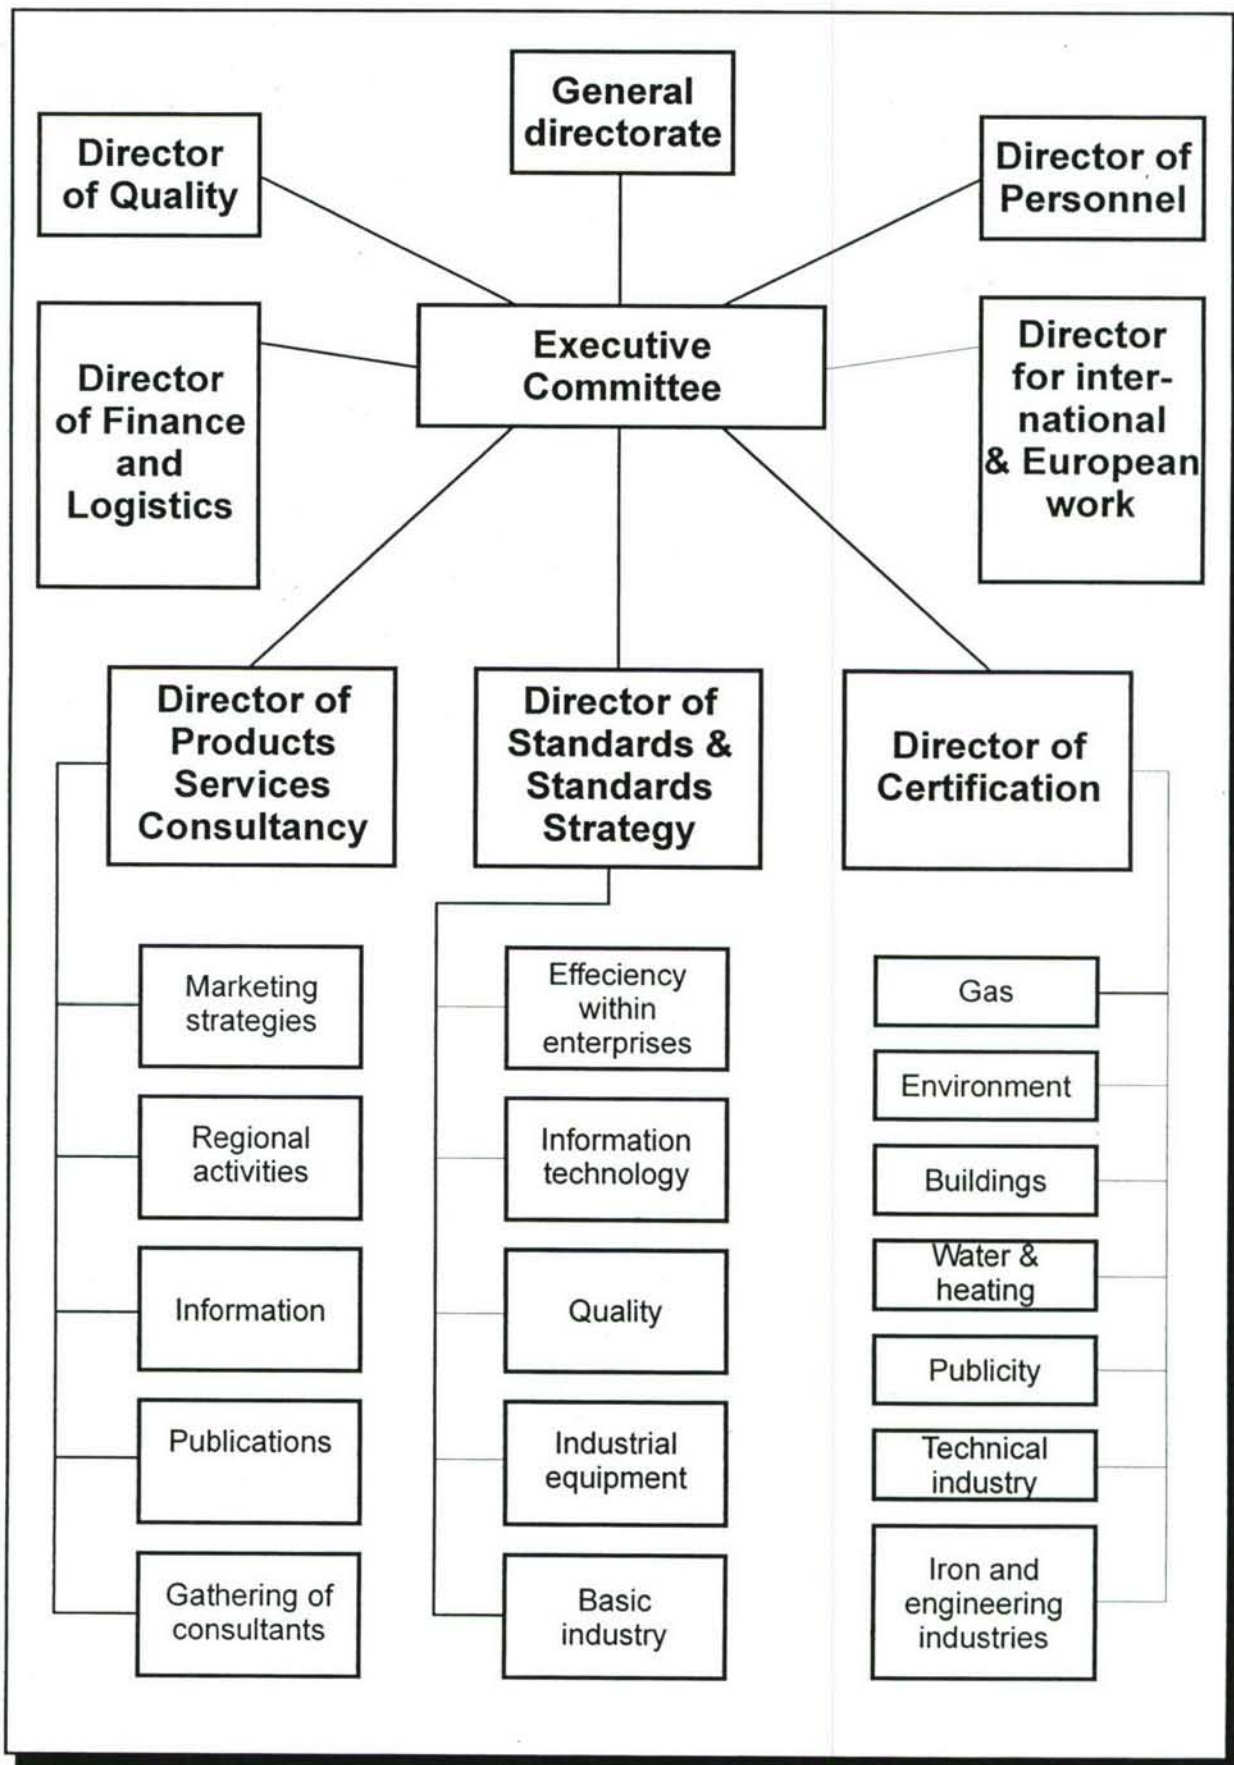 General
directorate
Director
of Quality
Director of
Personnel
Executive
Committee
Director
of Finance
and
Logistics
Director
for inter-
national
& European
work
Director of
Products
Services
Consultancy
Director of
Standards &
Standards
Strategy
Director of
Certification
Marketing
strategies
Regional
activities
Information
Publications
Gathering of
consultants
Effeciency
within
enterprises
Information
technology
Quality
Industrial
equipment
Basic
industry
Gas
Environment
Buildings
Water &
heating
Publicity
Technical
industry
Iron and
engineering
industries